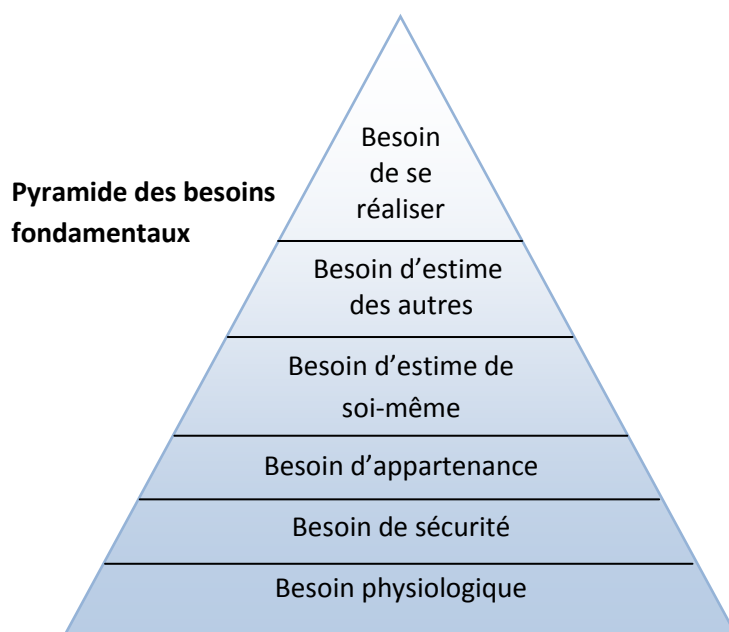 Pyramide des besoins
fondamentaux
Besoin
de se
réaliser
Besoin d’estime
des autres
Besoin d’estime de
soi-même
Besoin d’appartenance
Besoin de sécurité
Besoin physiologique